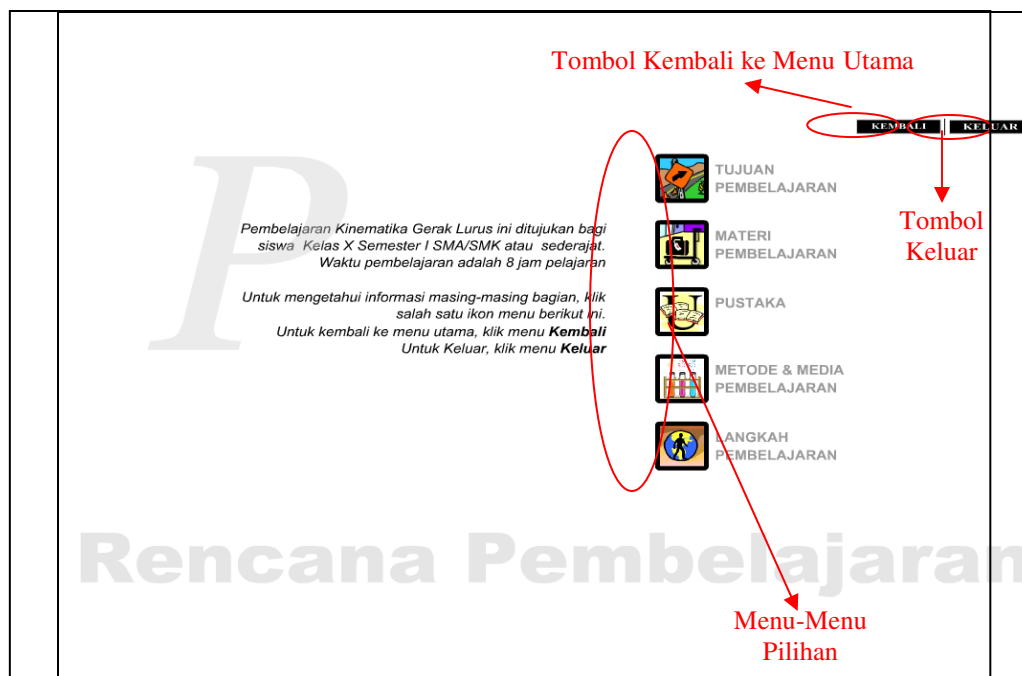 Tombol Kembali ke Menu Utama
KEMBALI
KELUAR
Tombol
Keluar
P
Pembelajaran Kinematika Gerak Lurus ini ditujukan bagi
siswa Kelas X Semester I SMA/SMK atau sederajat.
Waktu pembelajaran adalah 8 jam pelajaran
Untuk mengetahui informasi masing-masing bagian, klik
salah satu ikon menu berikut ini.
Untuk kembali ke menu utama, klik menu Kembali
Untuk Keluar, klik menu Keluar
TUJUAN
PEMBELAJARAN
MATERI
PEMBELAJARAN
PUSTAKA
METODE & MEDIA
PEMBELAJARAN
LANGKAH
PEMBELAJARAN
Rencana Pembelajaran
Menu-Menu
Pilihan